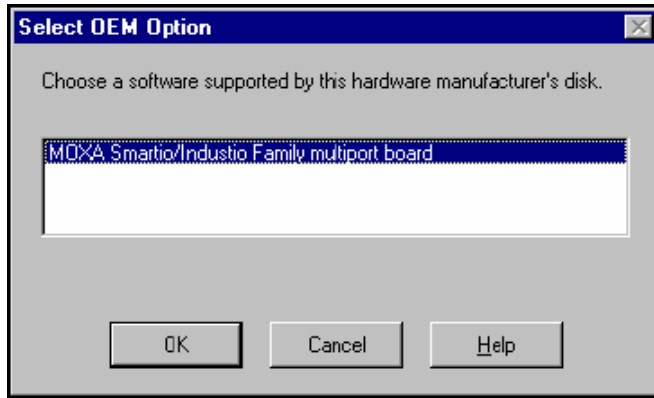 Select OEM Option
Choose a software supported by this hardware manufacturer's disk.
MOXA Smartio/Industio Family multiport board
OK Cancel Help